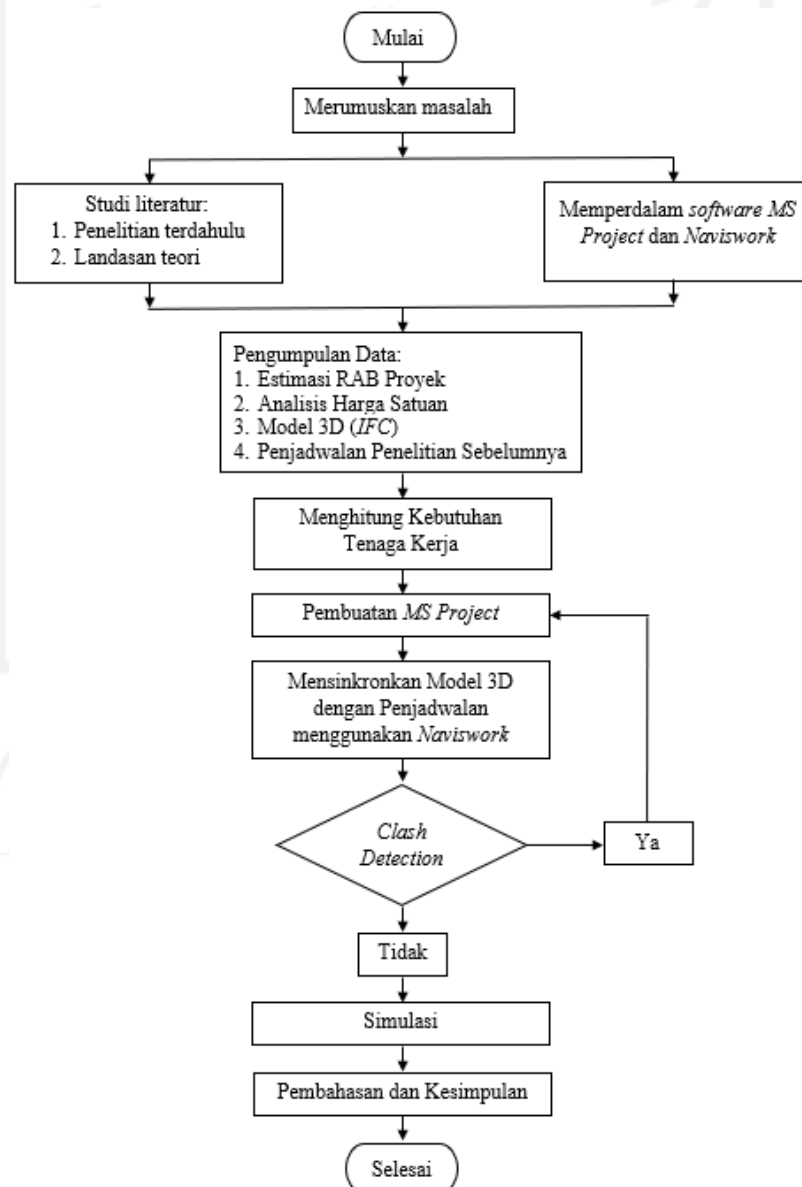 Mulai
Merumuskan masalah
Studi literatur:
1. Penelitian terdahulu
2. Landasan teori
Memperdalam software MS
Project dan Naviswork
Pengumpulan Data:
1. Estimasi RAB Proyek
2. Analisis Harga Satuan
3. Model 3D (IFC)
4. Penjadwalan Penelitian Sebelumnya
Menghitung Kebutuhan
Tenaga Kerja
Pembuatan MS Project
Mensinkronkan Model 3D
dengan Penjadwalan
menggunakan Naviswork
Clash
Detection
Ya
Tidak
Simulasi
Pembahasan dan Kesimpulan
Selesai